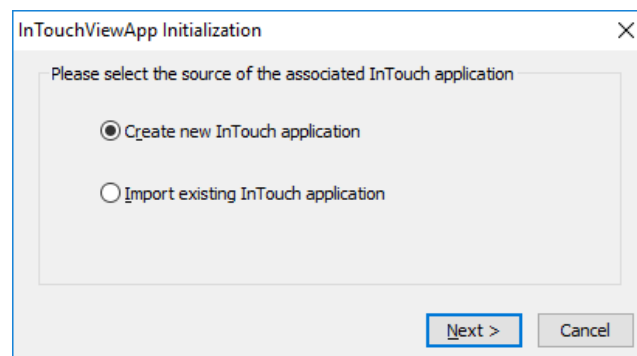 InTouchViewApp Initialization
Please select the source of the associated InTouch application
Create new InTouch application
Import existing InTouch application
Next >
Cancel